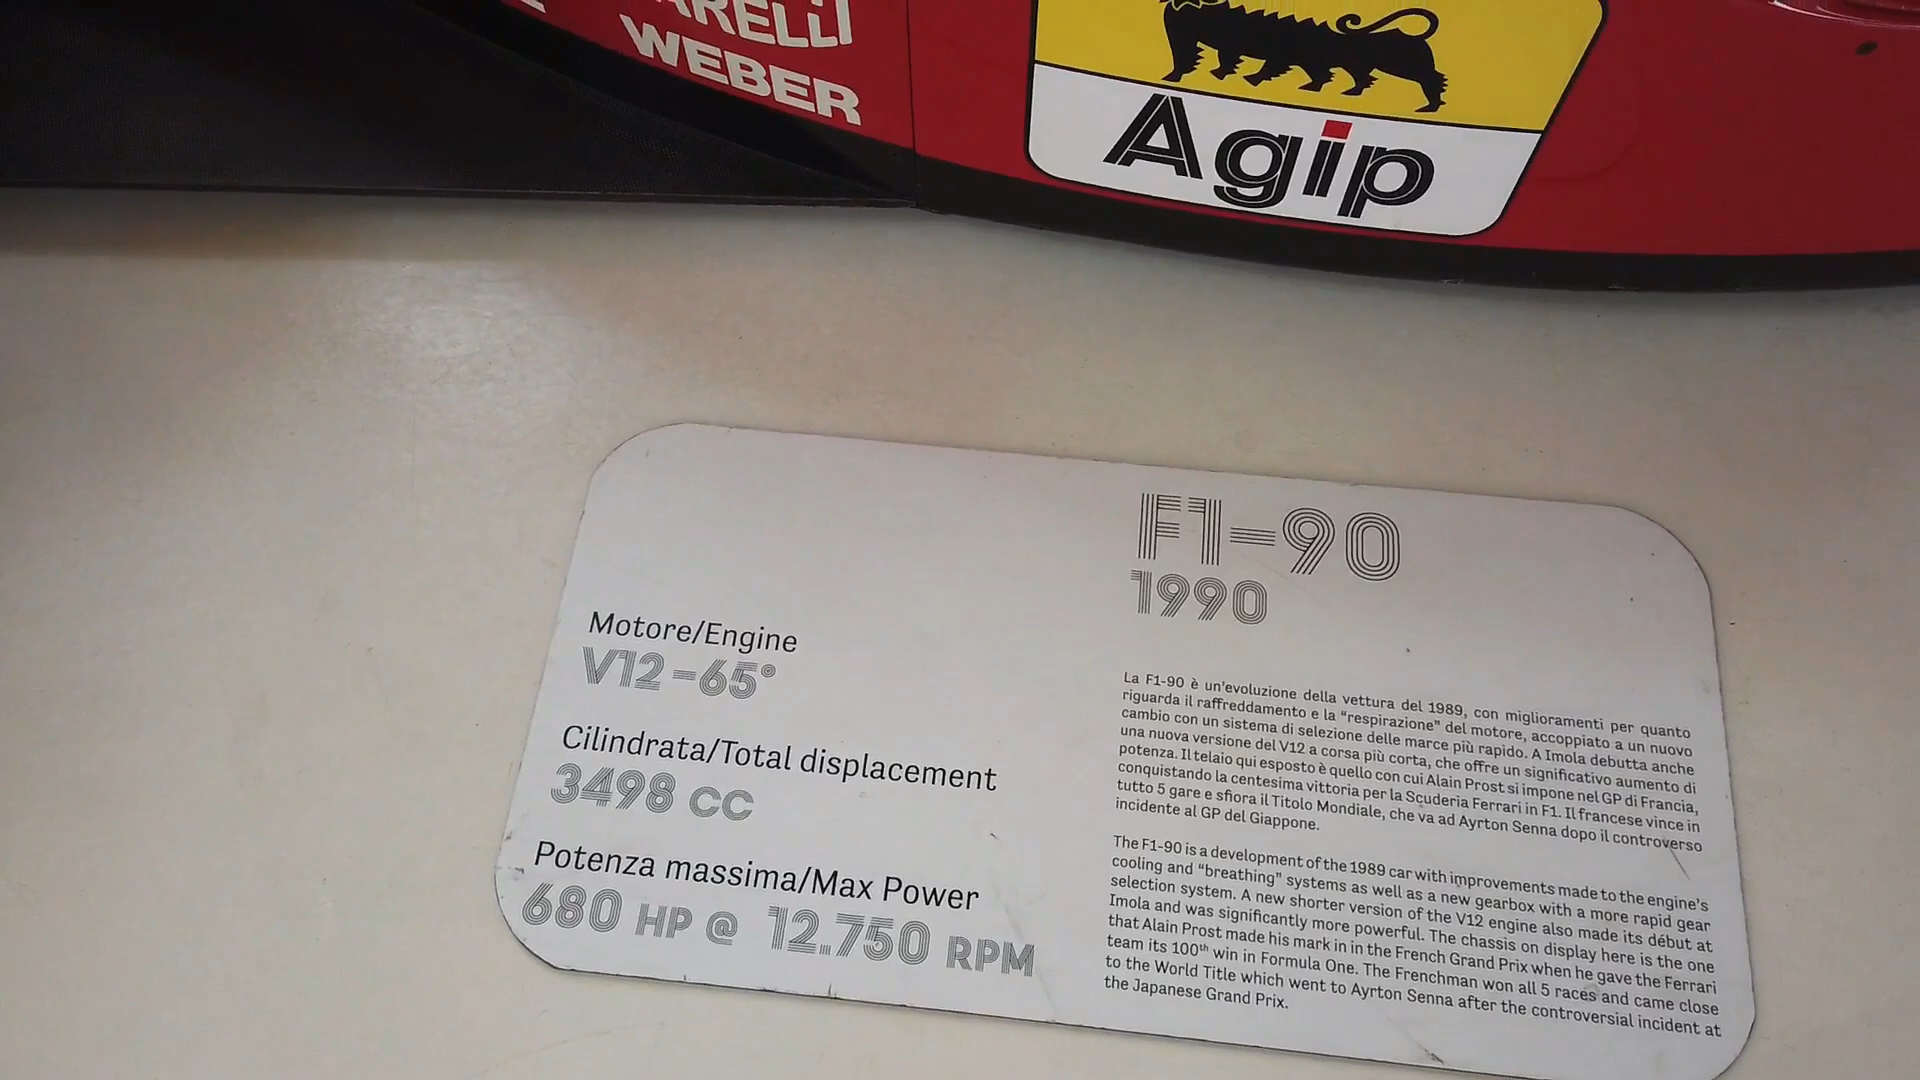 WEBER
Agip
F1-90
1990
Motore/Engine
V12-65°
Cilindrata/Total displacement
3498 CC
Potenza massima/Max Power
680 HP @ 12.750 RPM
La F1-90 è un'evoluzione della vettura del 1989, con miglioramenti per quanto
riguarda il raffreddamento e la "respirazione" del motore, accoppiato a un nuovo
cambio con un sistema di selezione delle marce più rapido. A Imola debutta anche
una nuova versione del V12 a corsa più corta, che offre un significativo aumento di
potenza. Il telaio qui esposto è quello con cui Alain Prost si impone nel GP di Francia,
conquistando la centesima vittoria per la Scuderia Ferrari in F1. Il francese vince in
tutto 5 gare e sfiora il Titolo Mondiale, che va ad Ayrton Senna dopo il controverso
incidente al GP del Giappone.
The F1-90 is a development of the 1989 car with improvements made to the engine's
cooling and "breathing" systems as well as a new gearbox with a more rapid gear
selection system. A new shorter version of the V12 engine also made its début at
Imola and was significantly more powerful. The chassis on display here is the one
that Alain Prost made his mark in in the French Grand Prix when he gave the Ferrari
team its 100th win in Formula One. The Frenchman won all 5 races and came close
to the World Title which went to Ayrton Senna after the controversial incident at
the Japanese Grand Prix.